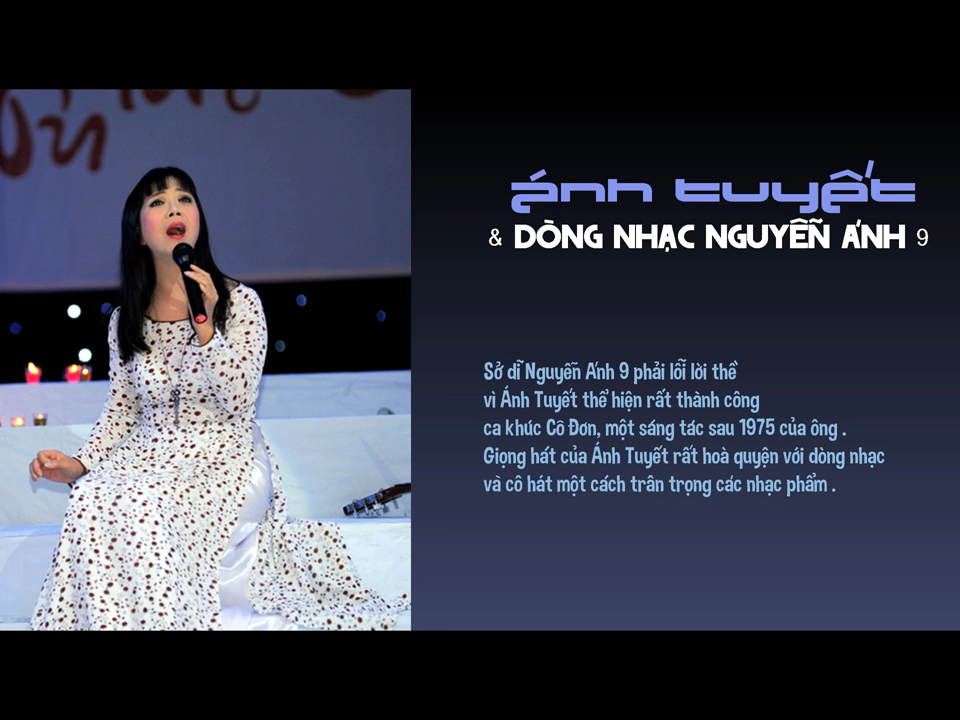 ánh tuyết
& DÒNG NHẠC NGUYỄN ÁNH 9
Sở dĩ Nguyễn Ánh 9 phải lỗi lời thề
vì Ánh Tuyết thể hiện rất thành công
ca khúc Cô Đơn, một sáng tác sau 1975 của ông .
Giọng hát của Ánh Tuyết rất hoà quyện với dòng nhạc
và cô hát một cách trân trọng các nhạc phẩm .